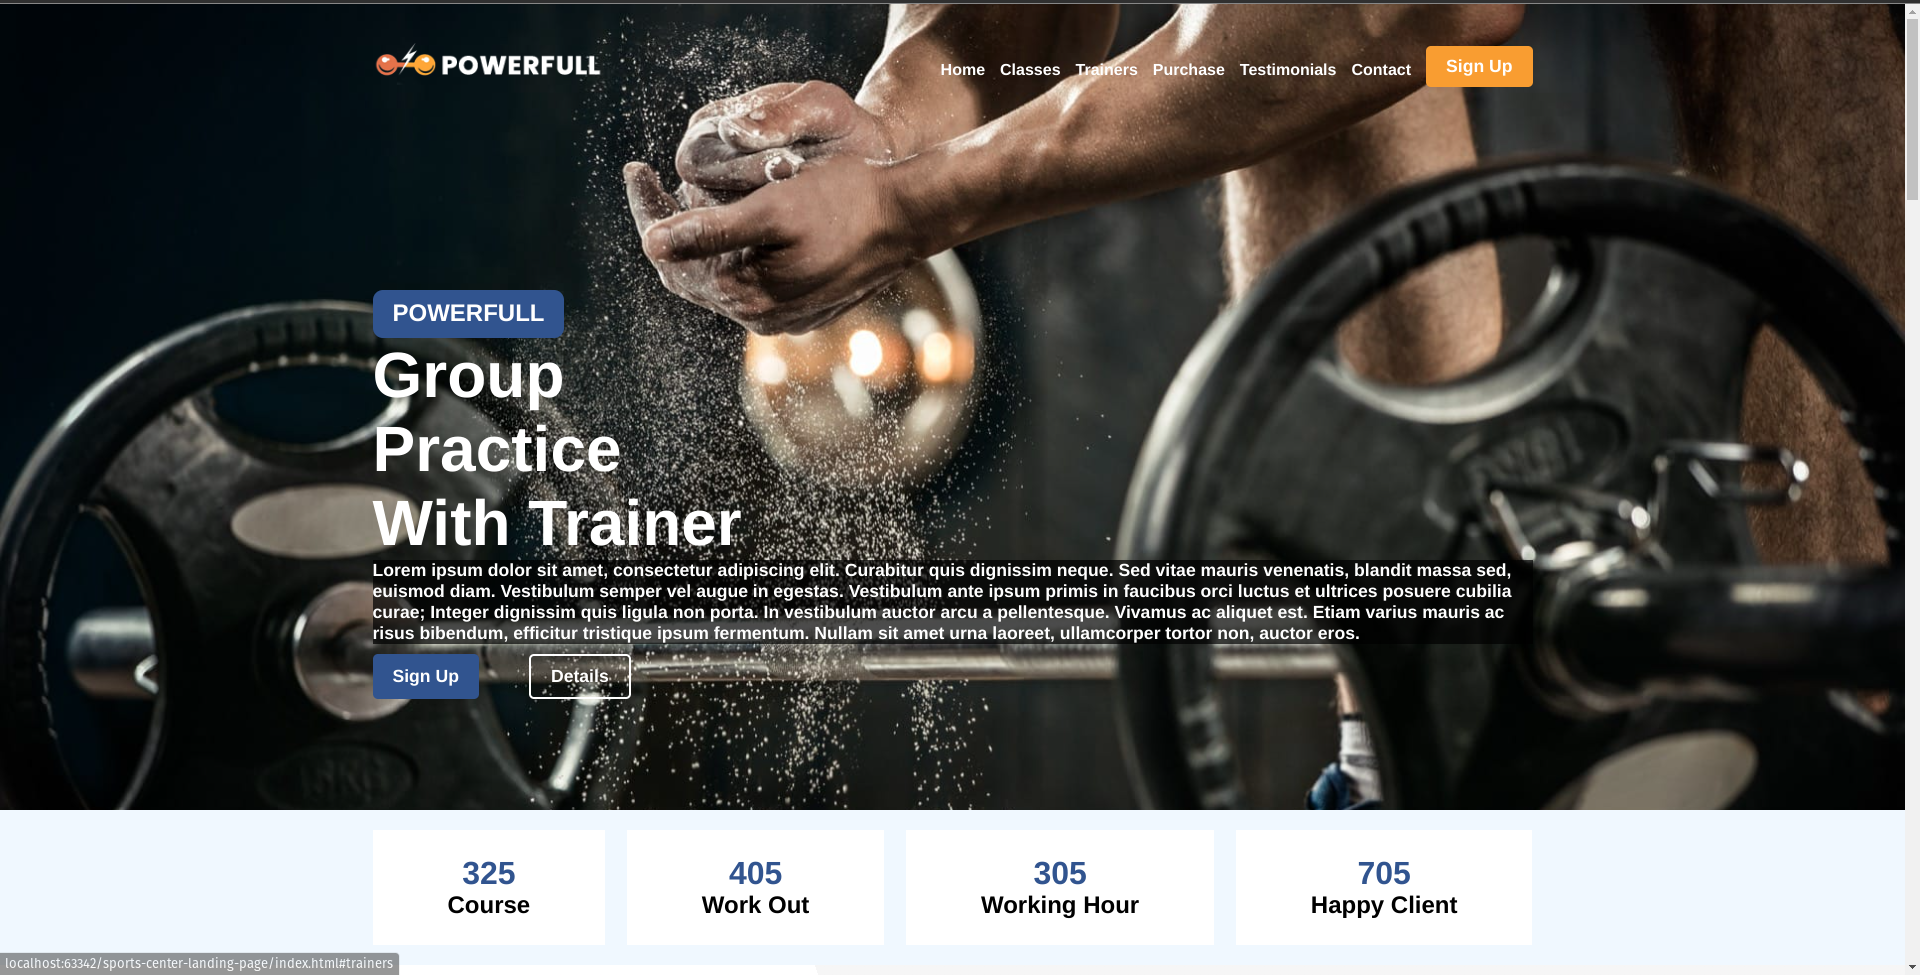 POWERFULL
Home Classes Trainers Purchase Testimonials Contact Sign Up
POWERFULL
Group
Practice
With Trainer
Lorem ipsum dolor sit amet, consectetur adipiscing elit. Curabitur quis dignissim neque. Sed vitae mauris venenatis, blandit massa sed,
euismod diam. Vestibulum semper vel augue in egestas. Vestibulum ante ipsum primis in faucibus orci luctus et ultrices posuere cubilia
curae; Integer dignissim quis ligula non porta. In vestibulum auctor arcu a pellentesque. Vivamus ac aliquet est. Etiam varius mauris ac
risus bibendum, efficitur tristique ipsum fermentum. Nullam sit amet urna laoreet, ullamcorper tortor non, auctor eros.
Sign Up Details
325 405 305 705
Course Work Out Working Hour Happy Client
localhost:63342/sports-center-landing-page/index.html#trainers